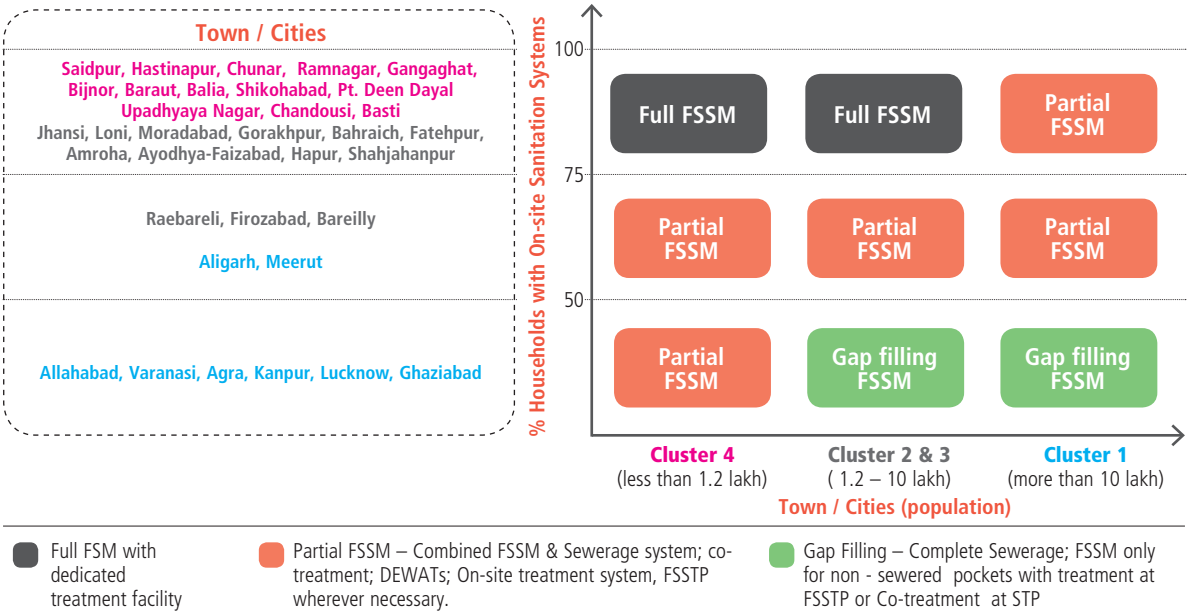 Town / Cities
Saidpur, Hastinapur, Chunar, Ramnagar, Gangaghat,
Bijnor, Baraut, Balia, Shikohabad, Pt. Deen Dayal
Upadhyaya Nagar, Chandousi, Basti
Jhansi, Loni, Moradabad, Gorakhpur, Bahraich, Fatehpur,
Amroha, Ayodhya-Faizabad, Hapur, Shahjahanpur
Raebareli, Firozabad, Bareilly
Aligarh, Meerut
Allahabad, Varanasi, Agra, Kanpur, Lucknow, Ghaziabad
% Households with On-site Sanitation Systems
100
75
50
Full FSSM
Full FSSM
Partial
FSSM
Partial
FSSM
Partial
FSSM
Partial
FSSM
Partial
FSSM
Gap filling
FSSM
Gap filling
FSSM
Cluster 4
(less than 1.2 lakh)
Cluster 2 & 3
( 1.2 – 10 lakh)
Cluster 1
(more than 10 lakh)
Town / Cities (population)
Full FSM with
dedicated
treatment facility
Partial FSSM – Combined FSSM & Sewerage system; co-
treatment; DEWATs; On-site treatment system, FSSTP
wherever necessary.
Gap Filling – Complete Sewerage; FSSM only
for non - sewered pockets with treatment at
FSSTP or Co-treatment at STP